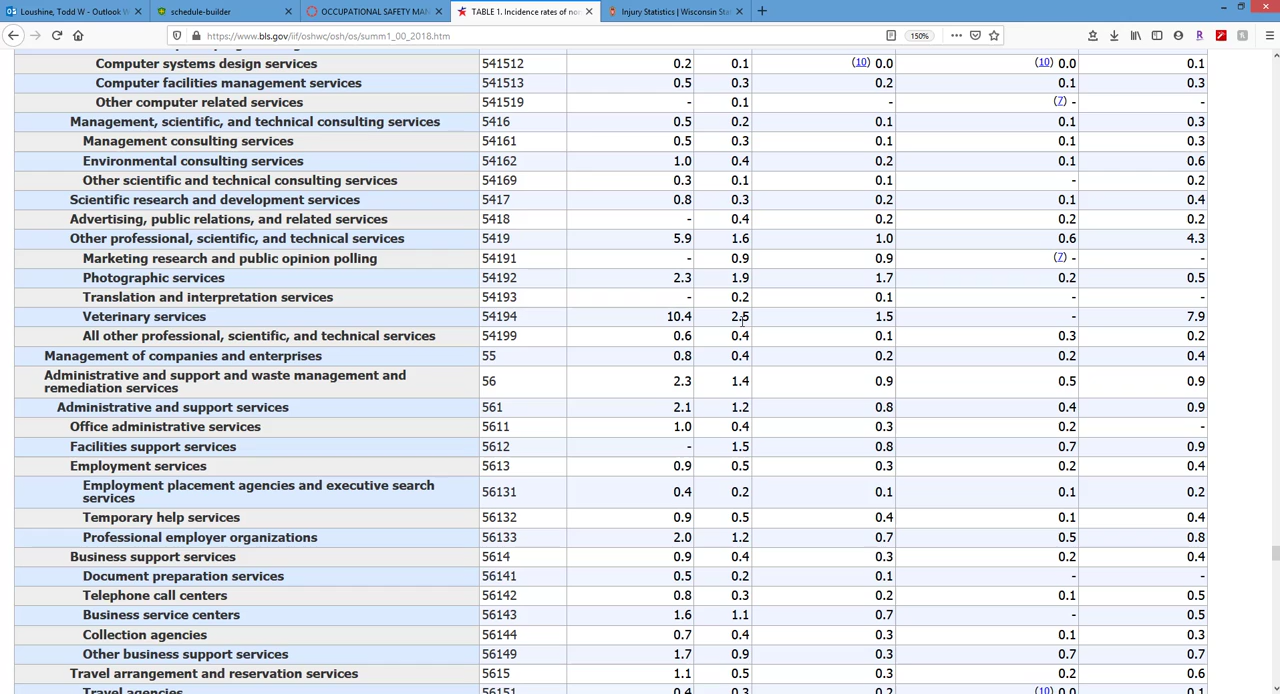 Loushine, Todd W - Outlook
schedule-builder
OCCUPATIONAL SAFETY MAN
TABLE 1. Incidence rates of no
Injury Statistics | Wisconsin Sta
https://www.bls.gov/iif/oshwc/osh/os/summ1_00_2018.htm
150%
Computer systems design services 541512 0.2 0.1 (10) 0.0 (10) 0.0 0.1
Computer facilities management services 541513 0.5 0.3 0.2 0.1 0.3
Other computer related services 541519 - 0.1 - (7) - -
Management, scientific, and technical consulting services 5416 0.5 0.2 0.1 0.1 0.3
Management consulting services 54161 0.5 0.3 0.1 0.1 0.3
Environmental consulting services 54162 1.0 0.4 0.2 0.1 0.6
Other scientific and technical consulting services 54169 0.3 0.1 0.1 - 0.2
Scientific research and development services 5417 0.8 0.3 0.2 0.1 0.4
Advertising, public relations, and related services 5418 - 0.4 0.2 0.2 0.2
Other professional, scientific, and technical services 5419 5.9 1.6 1.0 0.6 4.3
Marketing research and public opinion polling 54191 - 0.9 0.9 (7) - -
Photographic services 54192 2.3 1.9 1.7 0.2 0.5
Translation and interpretation services 54193 - 0.2 0.1 - -
Veterinary services 54194 10.4 2.5 1.5 - 7.9
All other professional, scientific, and technical services 54199 0.6 0.4 0.1 0.3 0.2
Management of companies and enterprises 55 0.8 0.4 0.2 0.2 0.4
Administrative and support and waste management and
remediation services 56 2.3 1.4 0.9 0.5 0.9
Administrative and support services 561 2.1 1.2 0.8 0.4 0.9
Office administrative services 5611 1.0 0.4 0.3 0.2 -
Facilities support services 5612 - 1.5 0.8 0.7 0.9
Employment services 5613 0.9 0.5 0.3 0.2 0.4
Employment placement agencies and executive search
services 56131 0.4 0.2 0.1 0.1 0.2
Temporary help services 56132 0.9 0.5 0.4 0.1 0.4
Professional employer organizations 56133 2.0 1.2 0.7 0.5 0.8
Business support services 5614 0.9 0.4 0.3 0.2 0.4
Document preparation services 56141 0.5 0.2 0.1 - -
Telephone call centers 56142 0.8 0.3 0.2 0.1 0.5
Business service centers 56143 1.6 1.1 0.7 - 0.5
Collection agencies 56144 0.7 0.4 0.3 0.1 0.3
Other business support services 56149 1.7 0.9 0.3 0.7 0.7
Travel arrangement and reservation services 5615 1.1 0.5 0.3 0.2 0.6
Travel agencies 56151 0.4 0.3 0.2 (10) 0.0 0.1